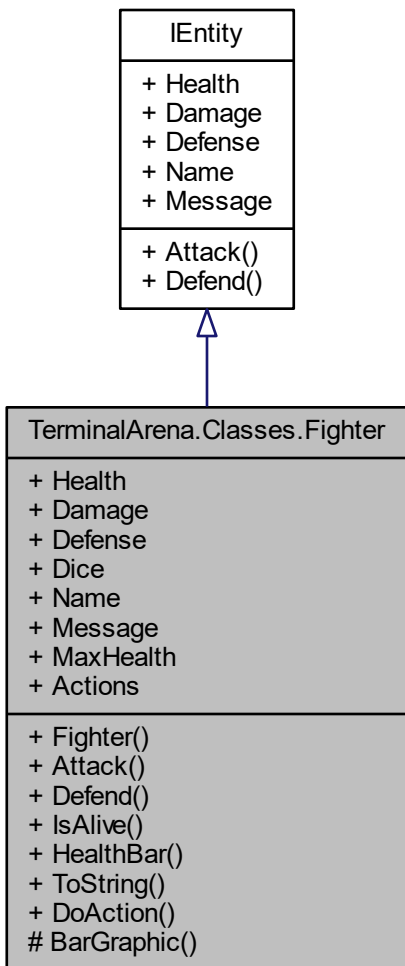 IEntity
+ Health
+ Damage
+ Defense
+ Name
+ Message
+ Attack()
+ Defend()
TerminalArena.Classes.Fighter
+ Health
+ Damage
+ Defense
+ Dice
+ Name
+ Message
+ MaxHealth
+ Actions
+ Fighter()
+ Attack()
+ Defend()
+ IsAlive()
+ HealthBar()
+ ToString()
+ DoAction()
# BarGraphic()